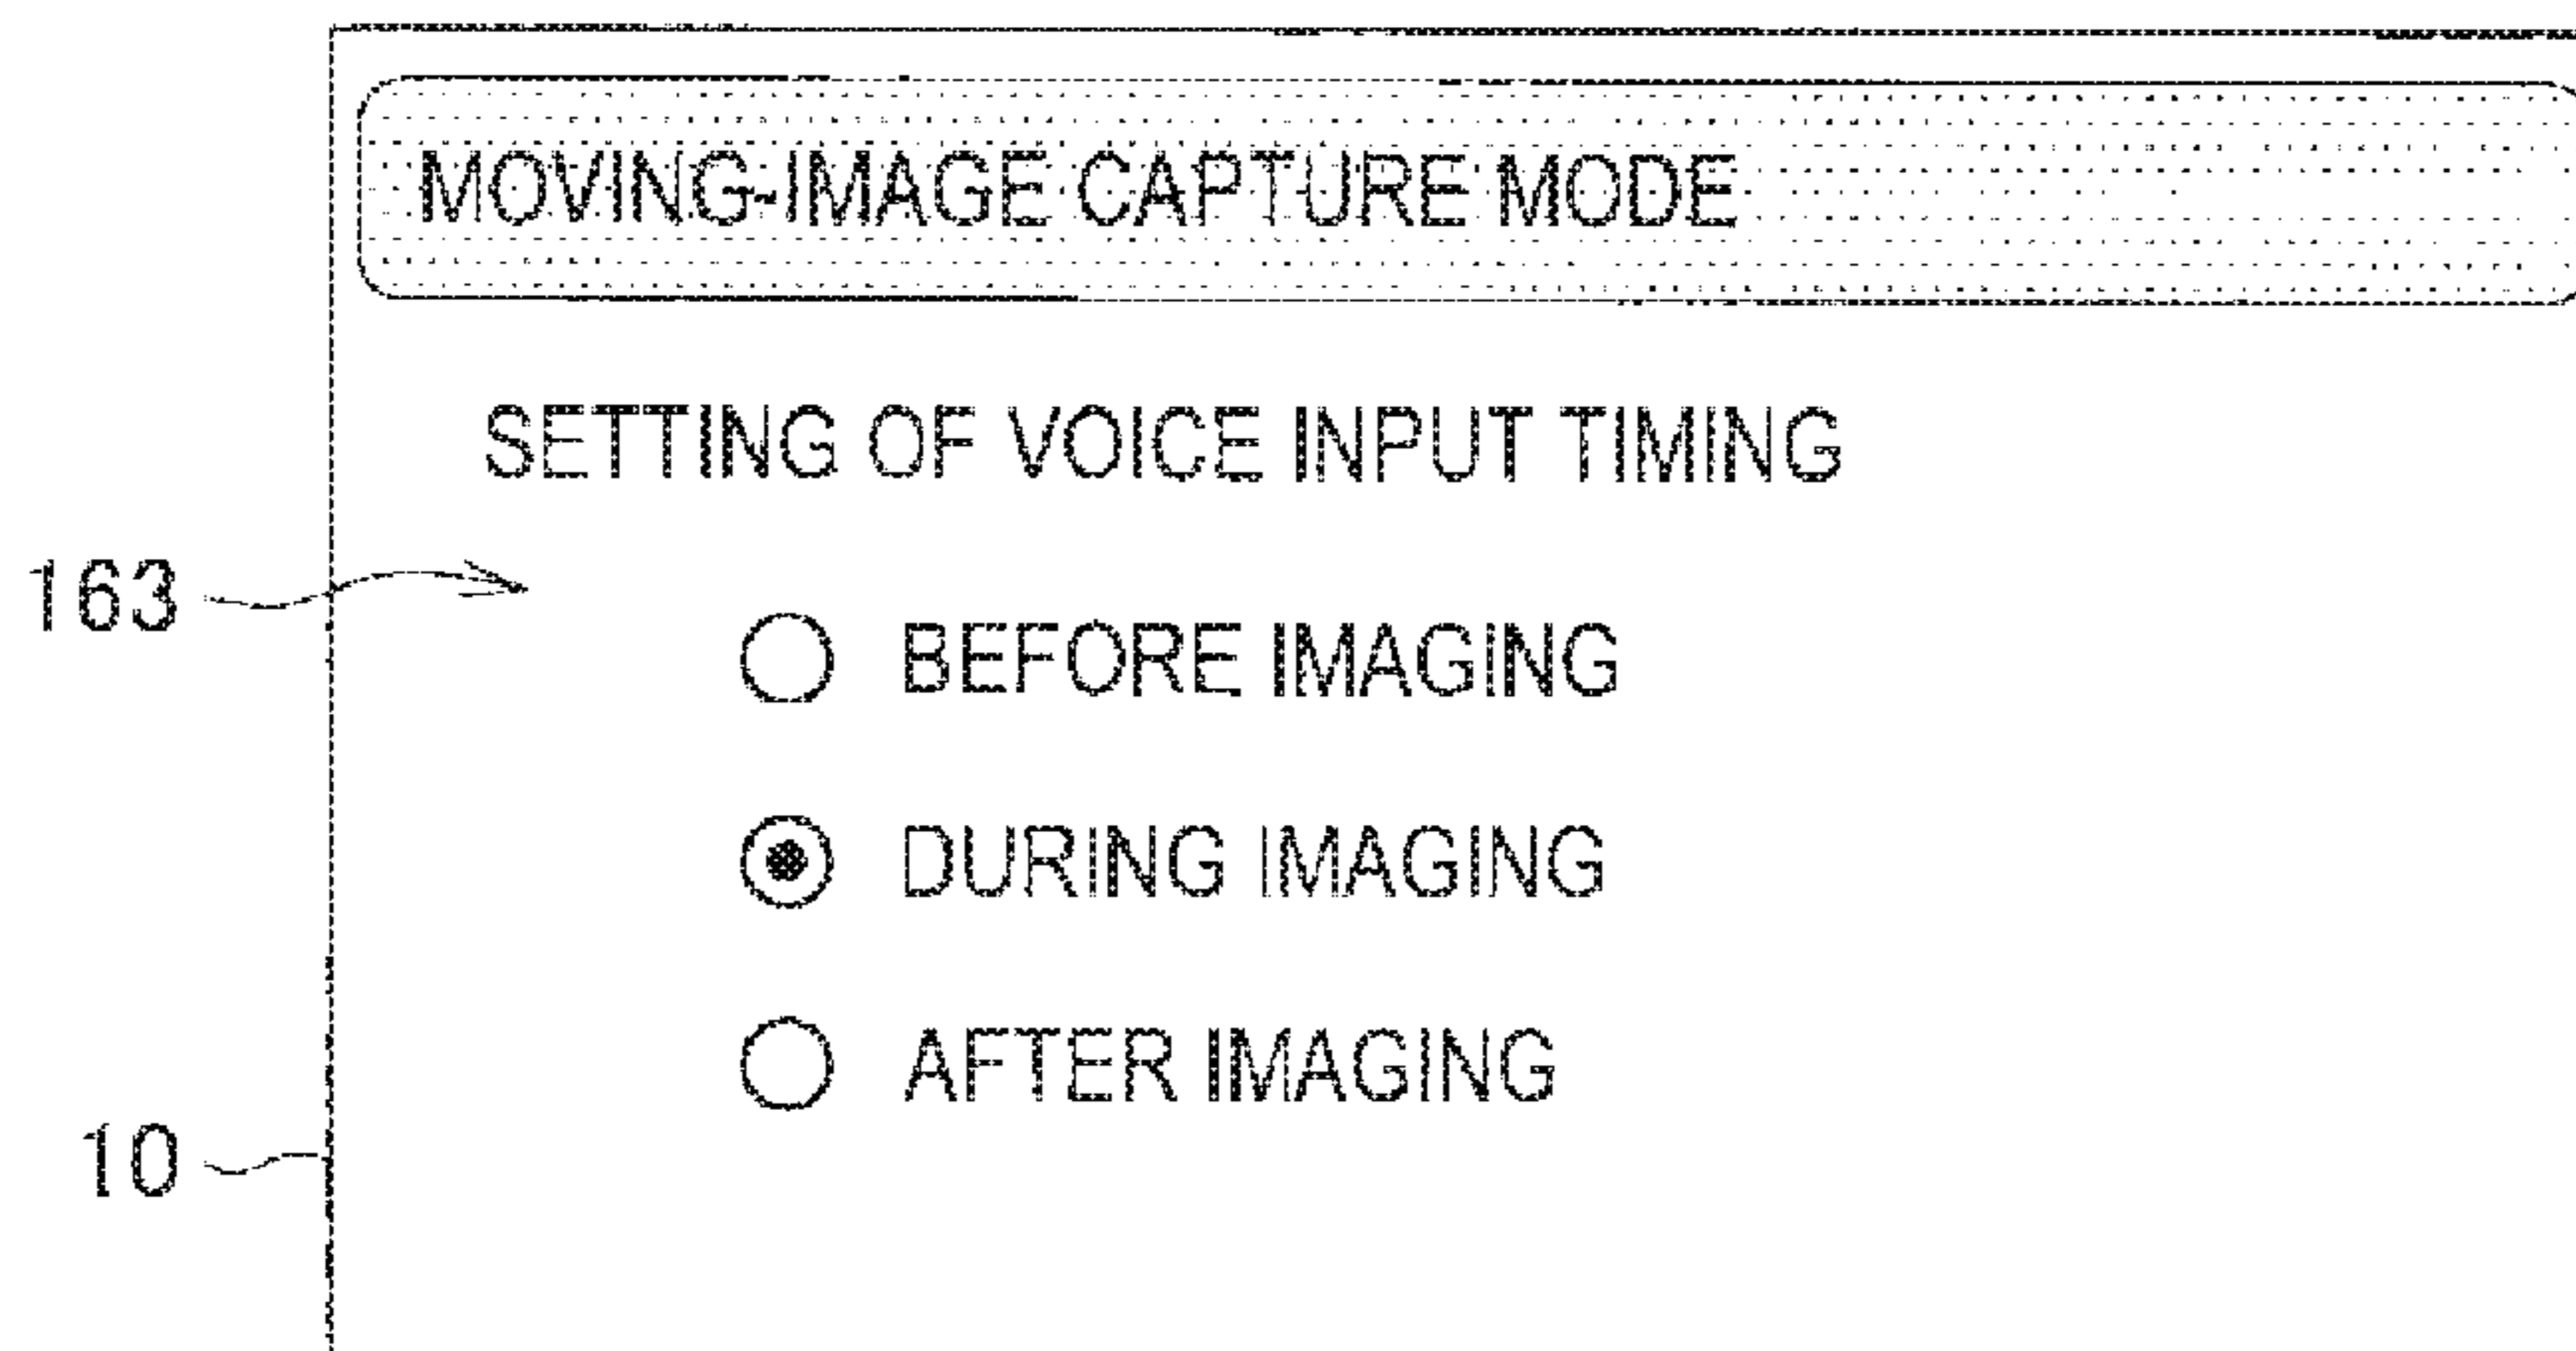 MOVING-IMAGE CAPTURE MODE
SETTING OF VOICE INPUT TIMING
163
BEFORE IMAGING
DURING IMAGING
AFTER IMAGING
10